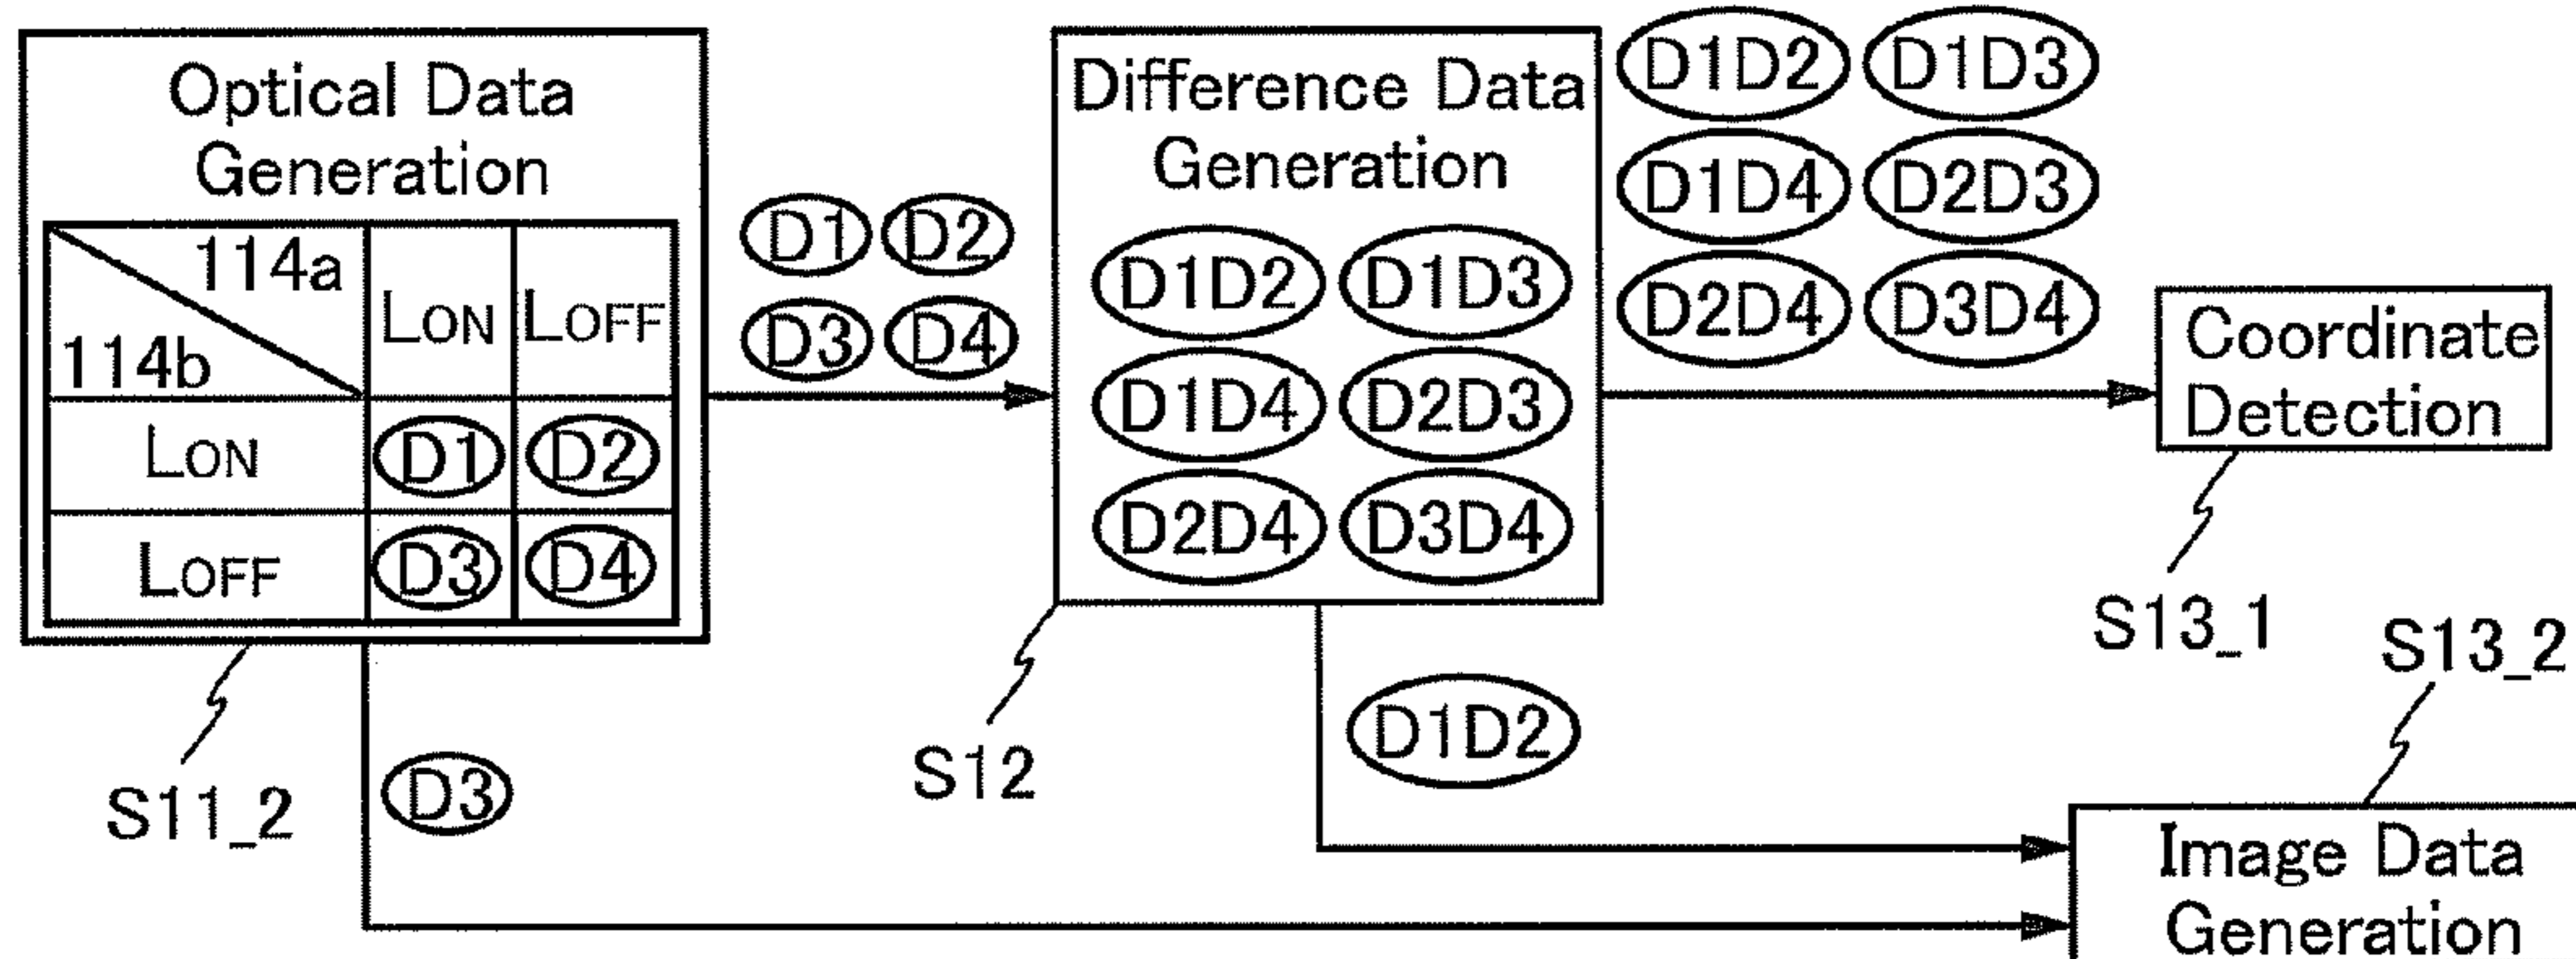 Optical Data
Generation
114a
114b
LON LOFF
LON D1 D2
LOFF D3 D4
S11_2
D1 D2
D3 D4
D3
Difference Data
Generation
D1D2 D1D3
D1D4 D2D3
D2D4 D3D4
S12
D1D2
D1D2 D1D3
D1D4 D2D3
D2D4 D3D4
Coordinate
Detection
S13_1
S13_2
Image Data
Generation